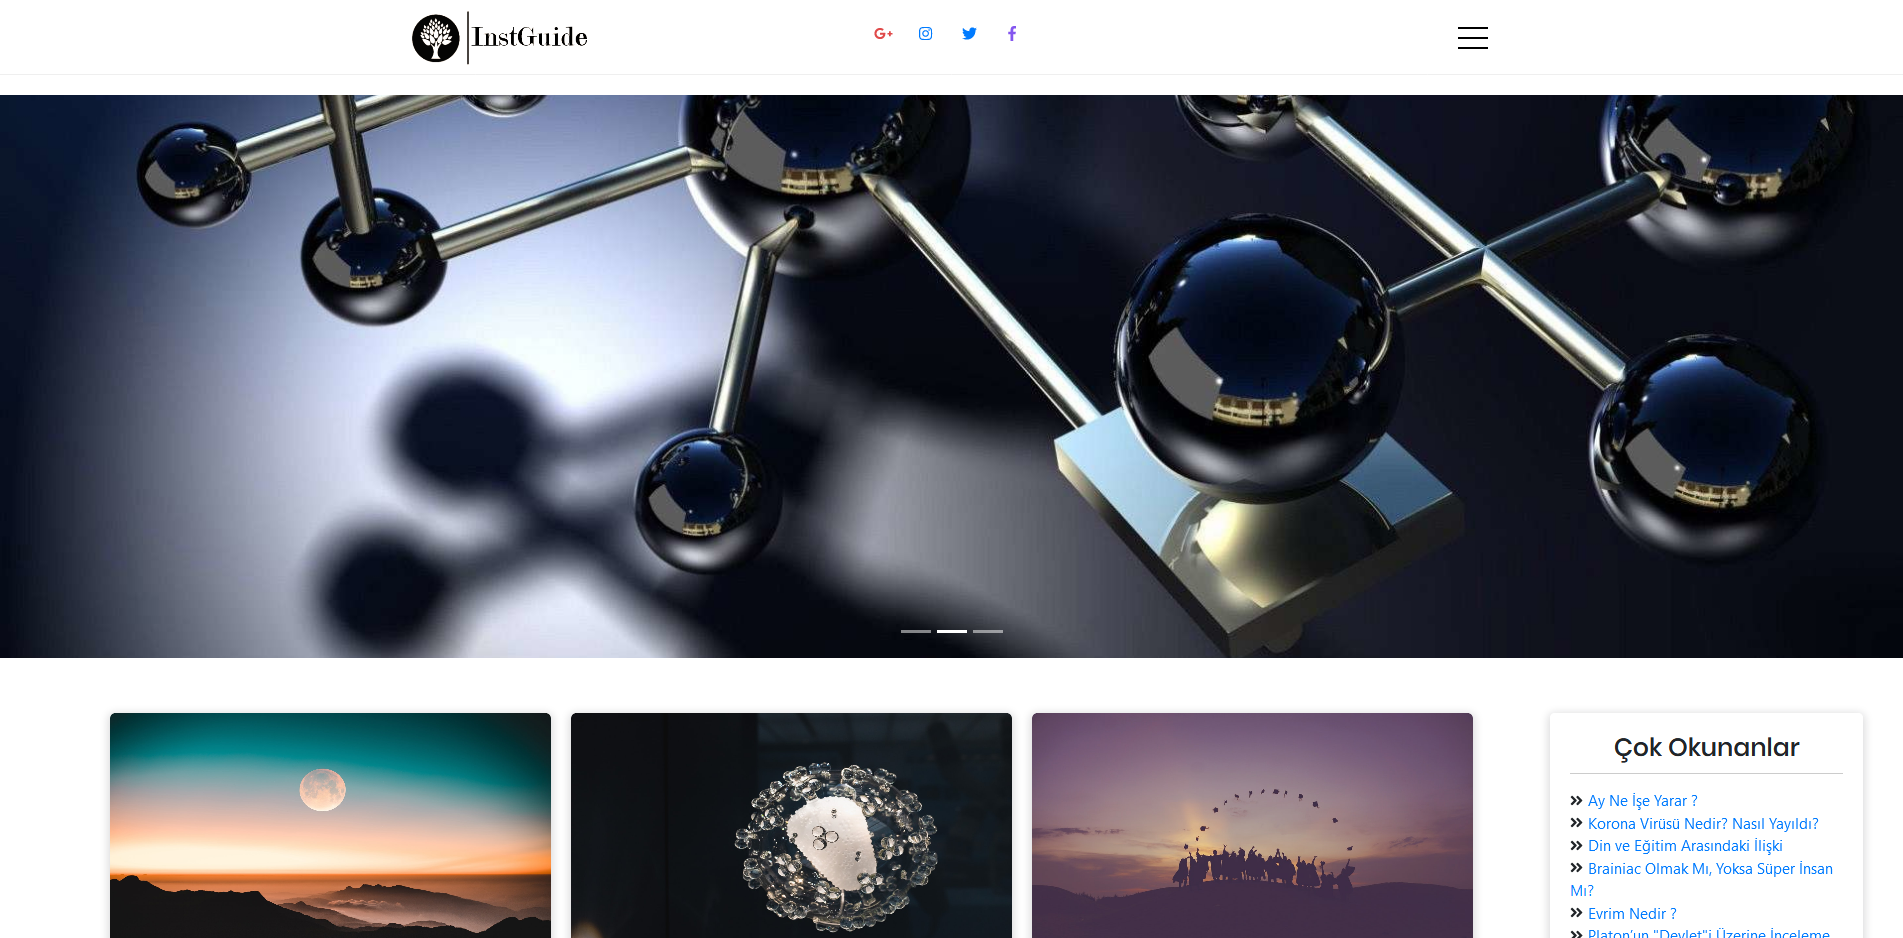 InstGuide
Çok Okunanlar
Ay Ne İşe Yarar ?
Korona Virüsü Nedir? Nasıl Yayıldı?
Din ve Eğitim Arasındaki İlişki
Brainiac Olmak Mı, Yoksa Süper İnsan
Mı?
Evrim Nedir ?
Platon’un "Devlet"i Üzerine İnceleme